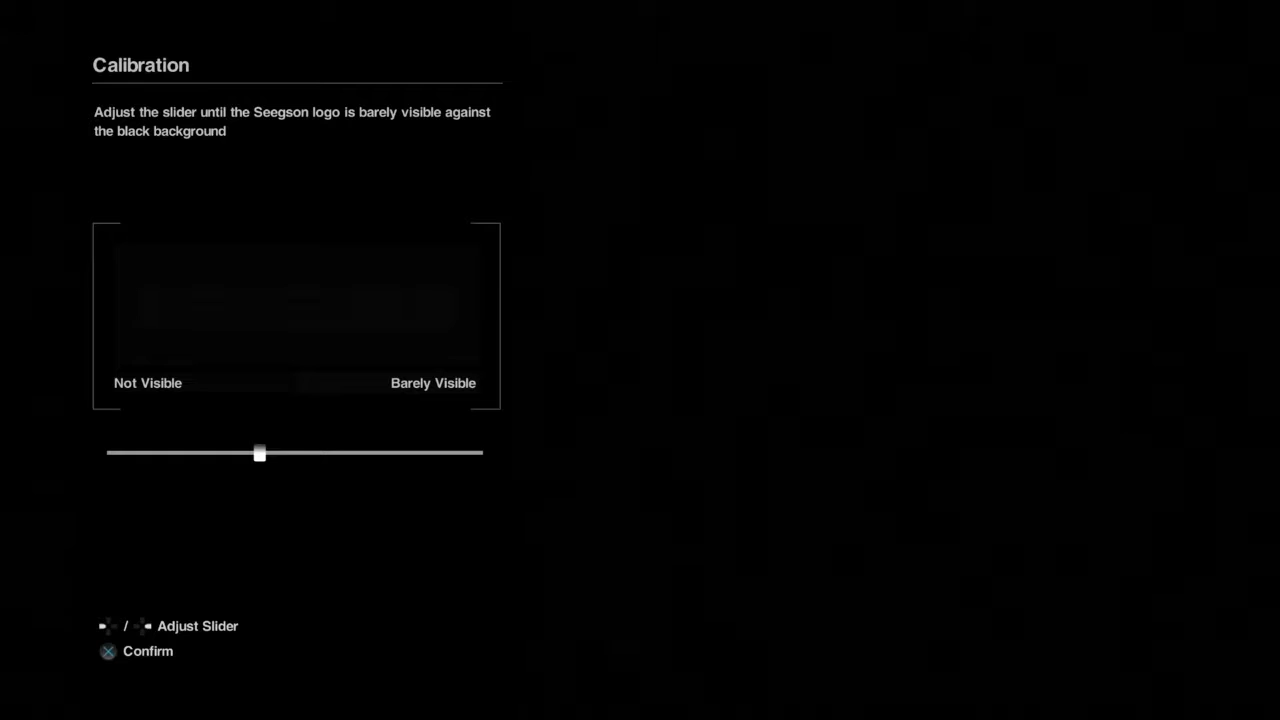 Calibration
Adjust the slider until the Seegson logo is barely visible against
the black background
Not Visible
Barely Visible
/ Adjust Slider
Confirm